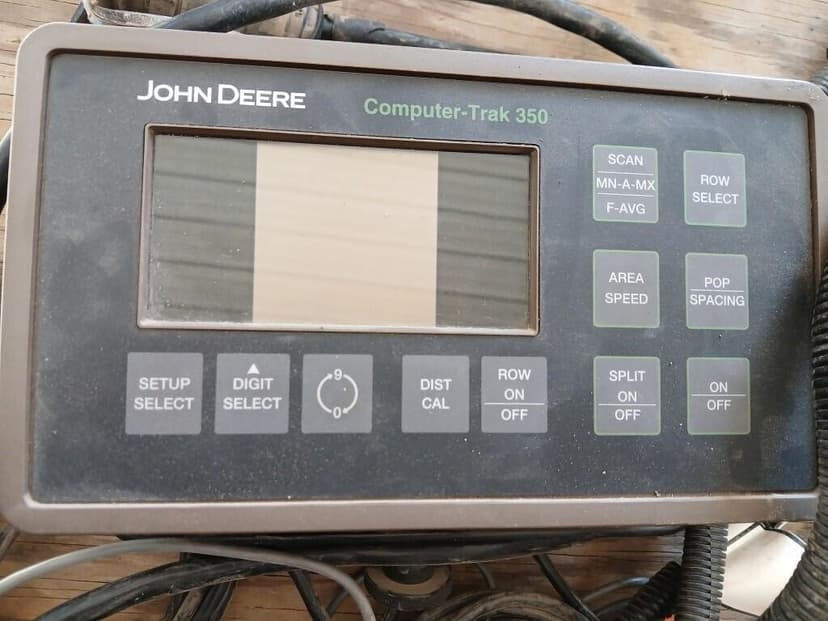 JOHN DEERE
Computer-Trak 350
SCAN
MN-A-MX
F-AVG
ROW
SELECT
AREA
SPEED
POP
SPACING
SETUP
SELECT
DIGIT
SELECT
9
0
DIST
CAL
ROW
ON
OFF
SPLIT
ON
OFF
ON
OFF